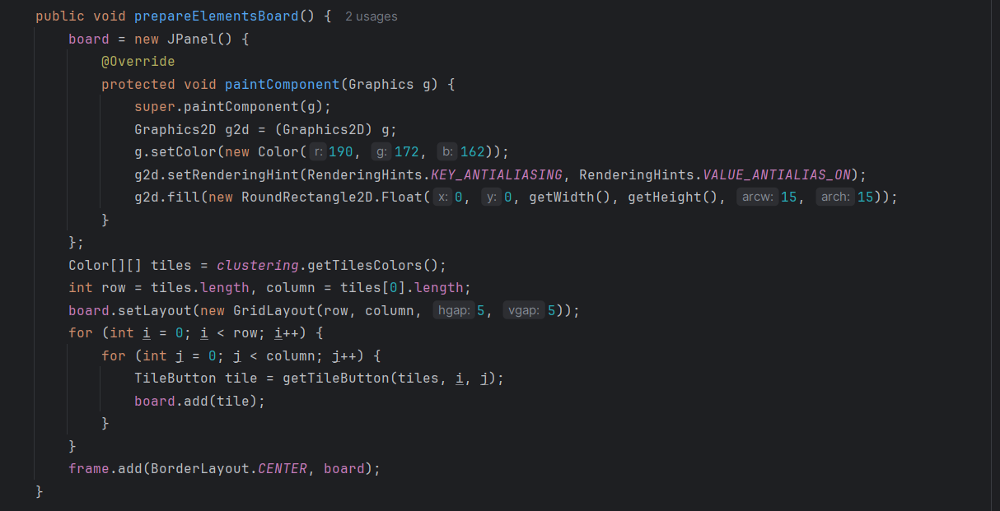 public void prepareElementsBoard() { 2 usages
board = new JPanel() {
@Override
protected void paintComponent(Graphics g) {
super.paintComponent(g);
Graphics2D g2d = (Graphics2D) g;
g.setColor(new Color( r: 190, g: 172, b: 162));
g2d.setRenderingHint(RenderingHints.KEY_ANTIALIASING, RenderingHints.VALUE_ANTIALIAS_ON);
g2d.fill(new RoundRectangle2D.Float( x: 0, y: 0, getWidth(), getHeight(), arcw: 15, arch: 15));
}
};
Color[][] tiles = clustering.getTilesColors();
int row = tiles.length, column = tiles[0].length;
board.setLayout(new GridLayout(row, column, hgap: 5, vgap: 5));
for (int i = 0; i < row; i++) {
for (int j = 0; j < column; j++) {
TileButton tile = getTileButton(tiles, i, j);
board.add(tile);
}
}
frame.add(BorderLayout.CENTER, board);
}